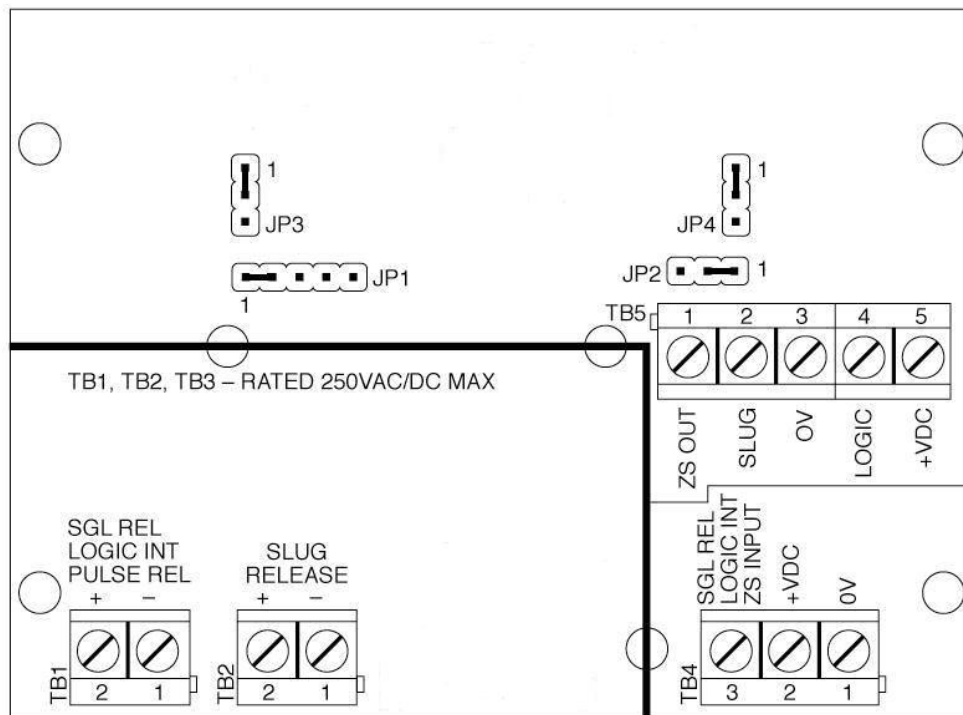 1
JP3
1
JP4
JP1
1
JP2
1
TB5
1 2 3 4 5
TB1, TB2, TB3 – RATED 250VAC/DC MAX
ZS OUT
SLUG
OV
LOGIC
+VDC
SGL REL
LOGIC INT
PULSE REL
+ –
SLUG
RELEASE
+ –
SGL REL
LOGIC INT
ZS INPUT
+VDC
0V
TB1
2 1
TB2
2 1
TB4
3 2 1